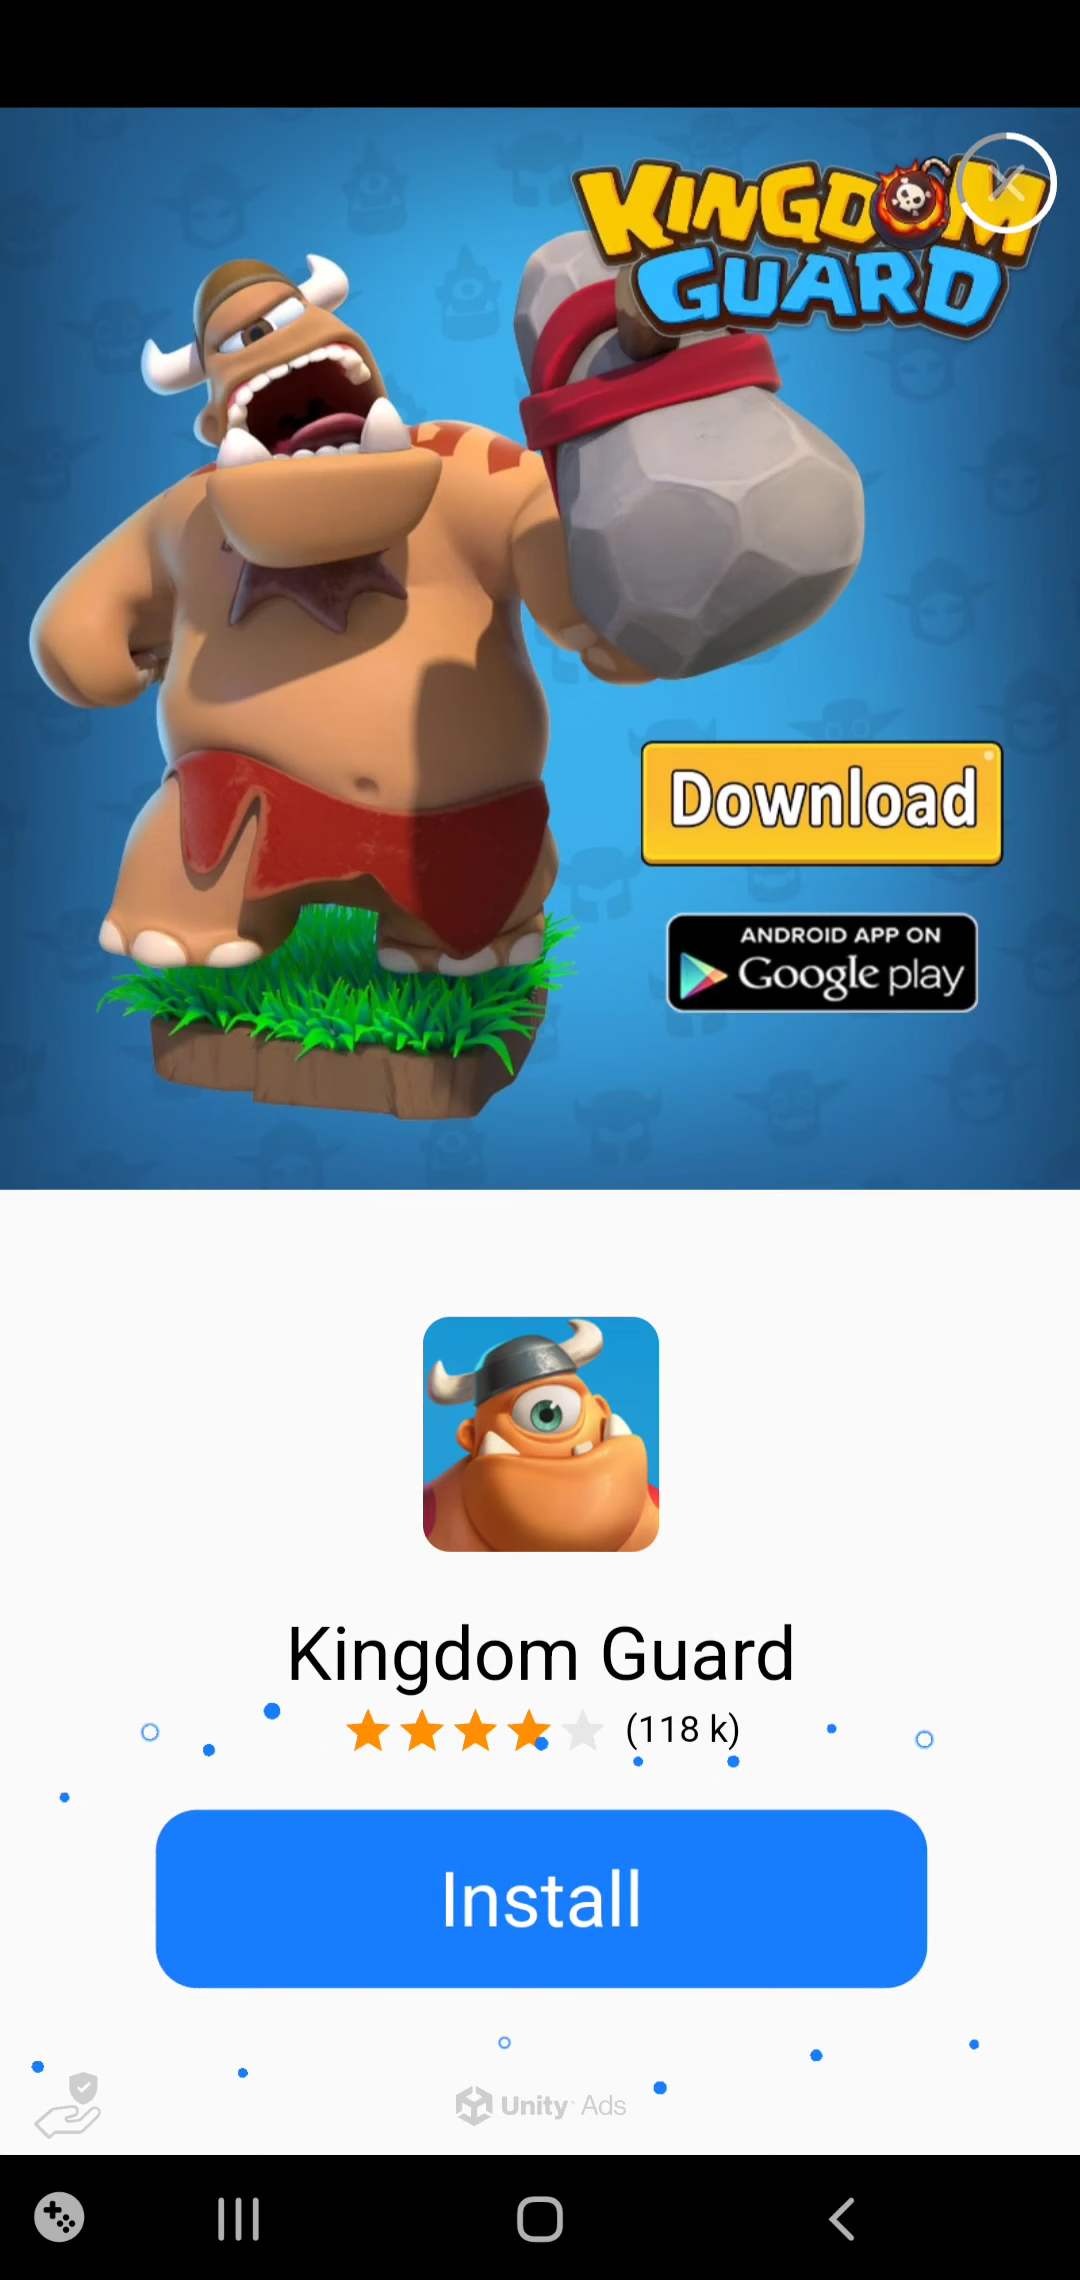 KINGDOM
GUARD
Download
ANDROID APP ON
Google play
Kingdom Guard
(118 k)
Install
Unity Ads